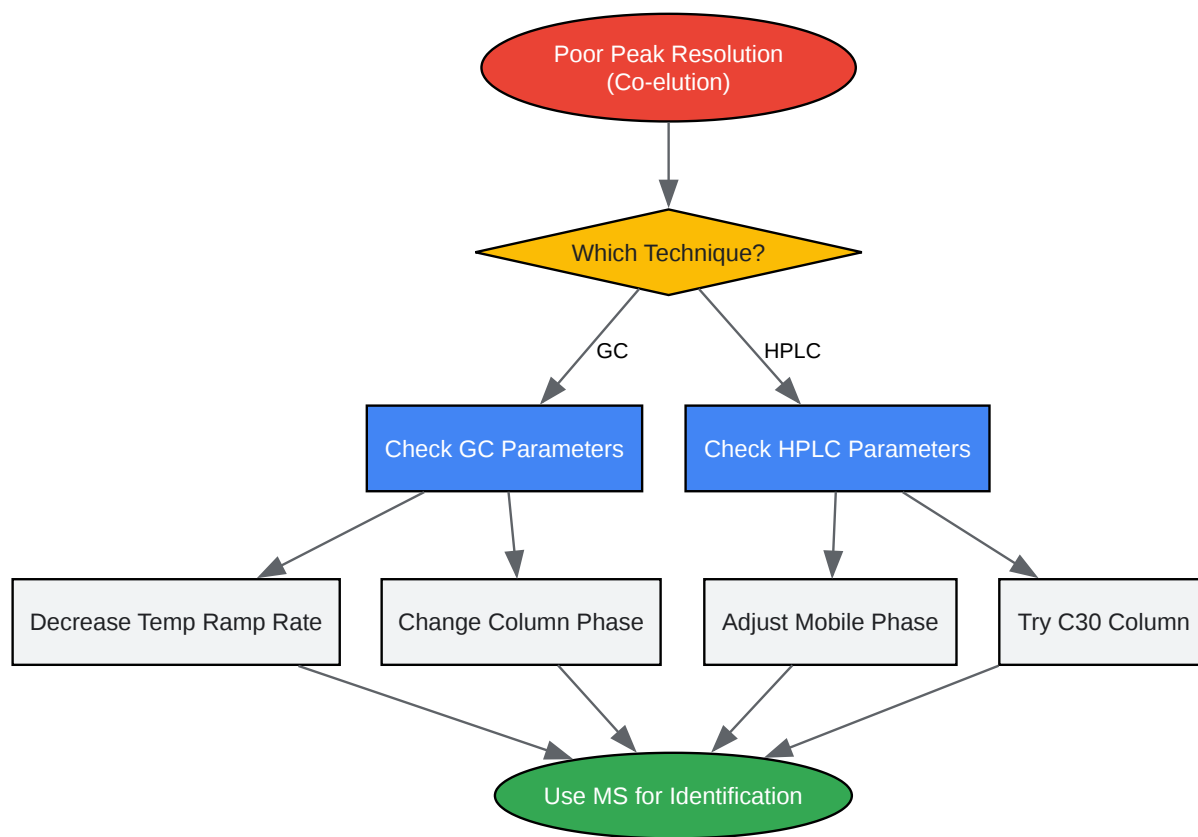 Poor Peak Resolution
(Co-elution)
Which Technique?
GC
HPLC
Check GC Parameters
Check HPLC Parameters
Decrease Temp Ramp Rate
Change Column Phase
Adjust Mobile Phase
Try C30 Column
Use MS for Identification